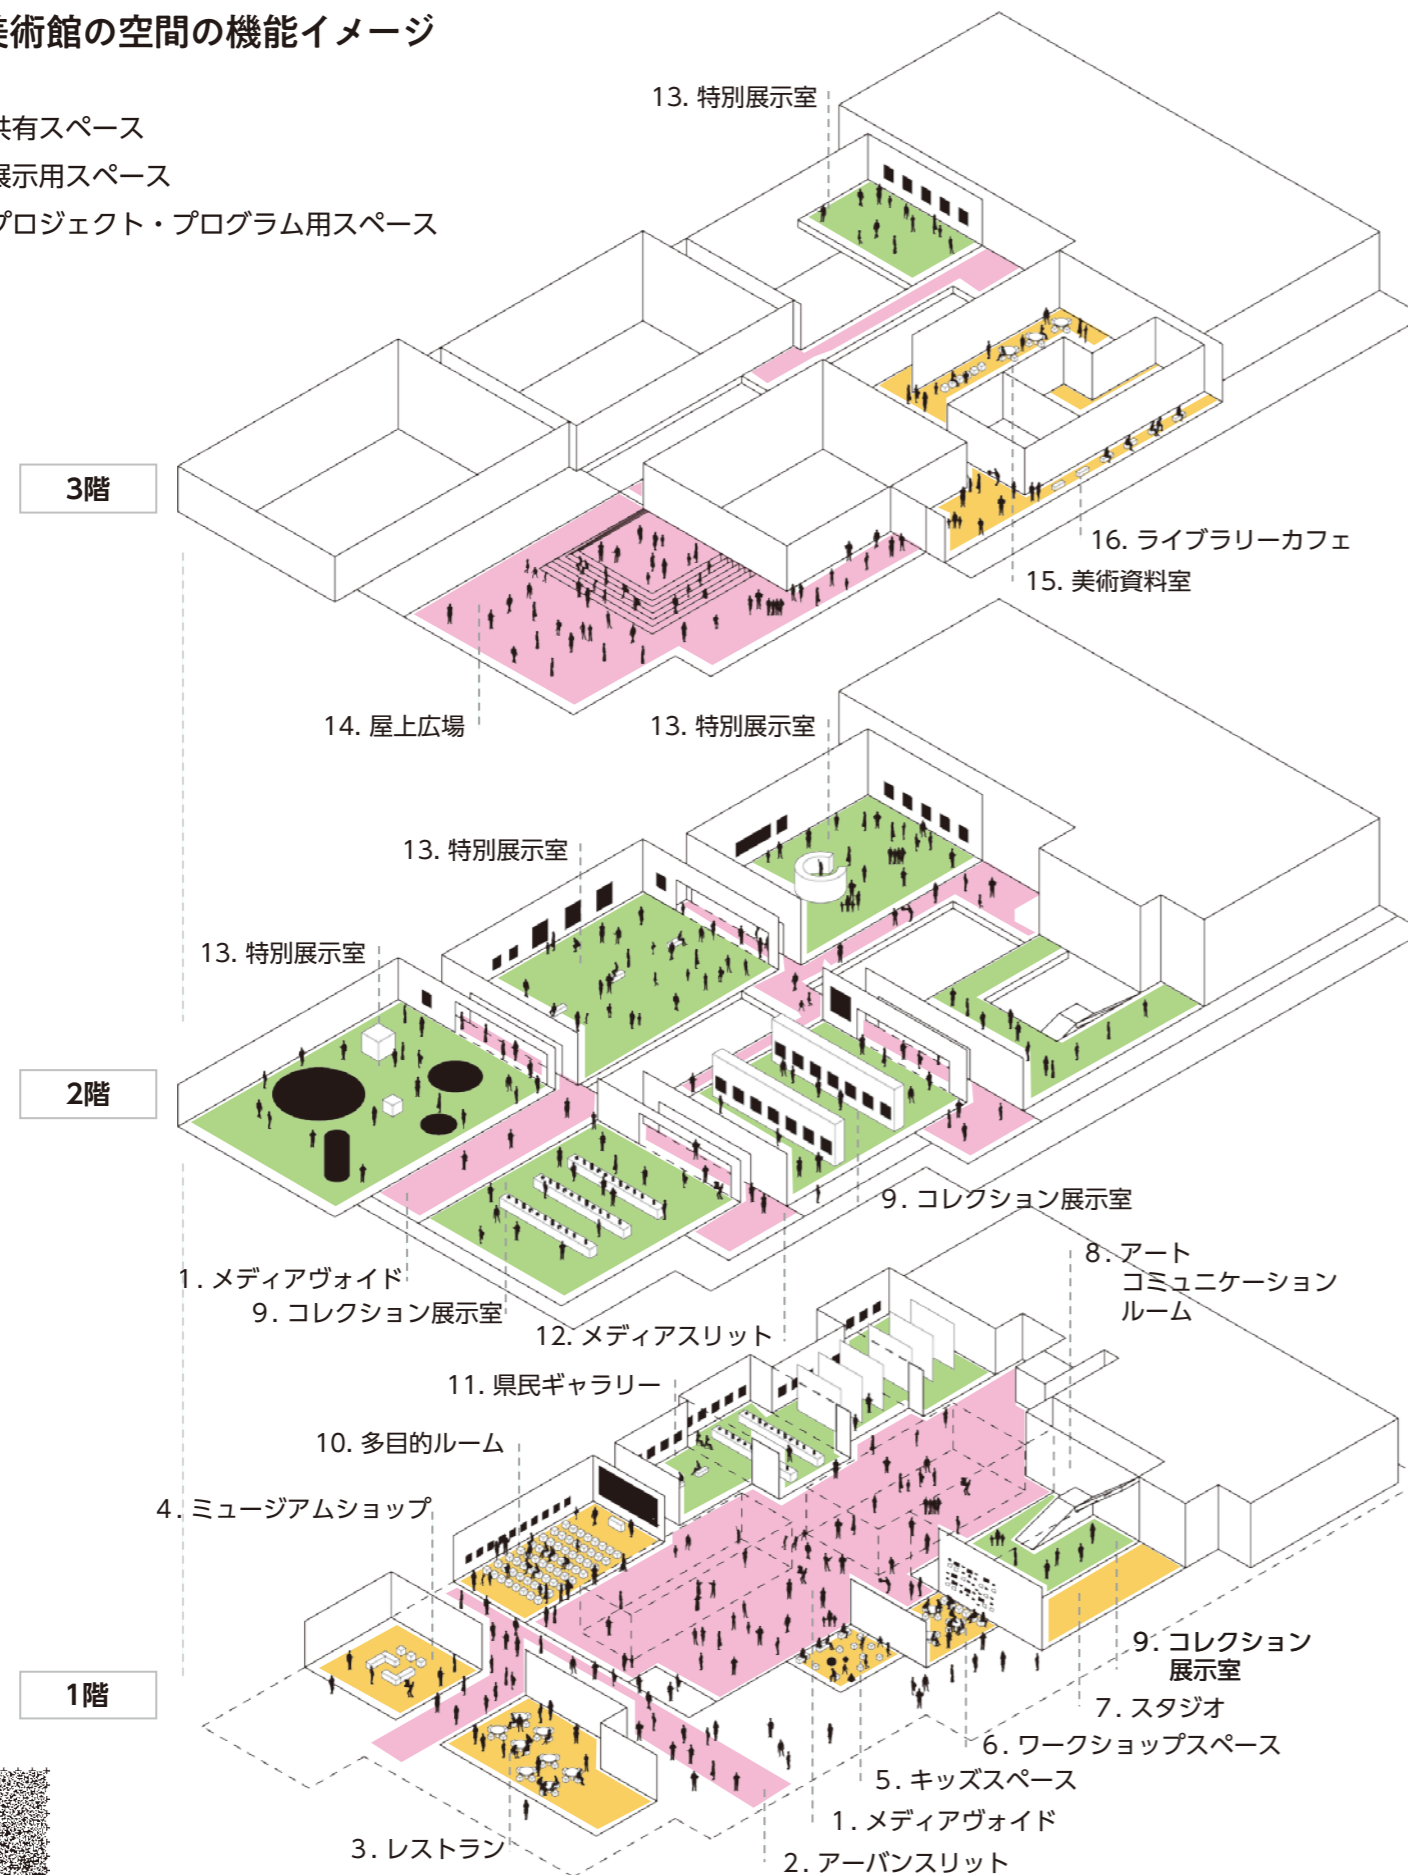 美術館の空間の機能イメージ
共有スペース
展示用スペース
プロジェクト・プログラム用スペース
13. 特別展示室
3階
16. ライブラリーカフェ
15. 美術資料室
14. 屋上広場
13. 特別展示室
13. 特別展示室
13. 特別展示室
2階
9. コレクション展示室
1. メディアヴォイド
9. コレクション展示室
12. メディアスリット
8. アート
コミュニケーション
ルーム
11. 県民ギャラリー
10. 多目的ルーム
4. ミュージアムショップ
1階
9. コレクション
展示室
7. スタジオ
6. ワークショップスペース
5. キッズスペース
1. メディアヴォイド
3. レストラン
2. アーバンスリット